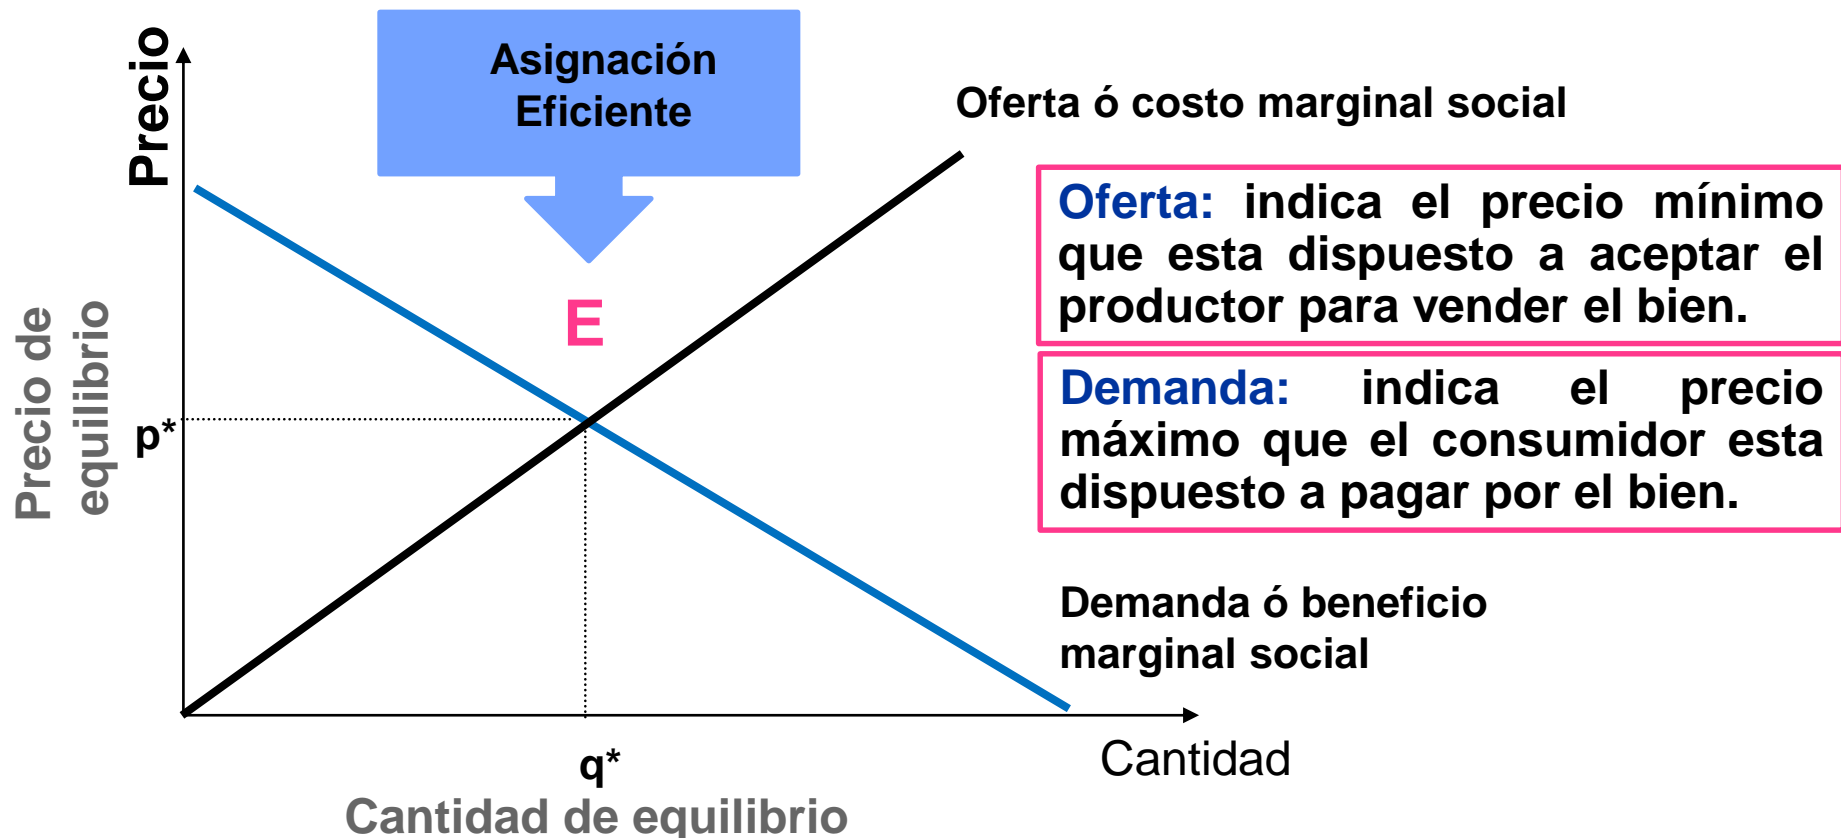 Precio
Asignación
Eficiente
Oferta ó costo marginal social
Oferta: indica el precio mínimo
que esta dispuesto a aceptar el
productor para vender el bien.
E
Precio de
equilibrio
p*
Demanda: indica el precio
máximo que el consumidor esta
dispuesto a pagar por el bien.
Demanda ó beneficio
marginal social
q*
Cantidad
Cantidad de equilibrio